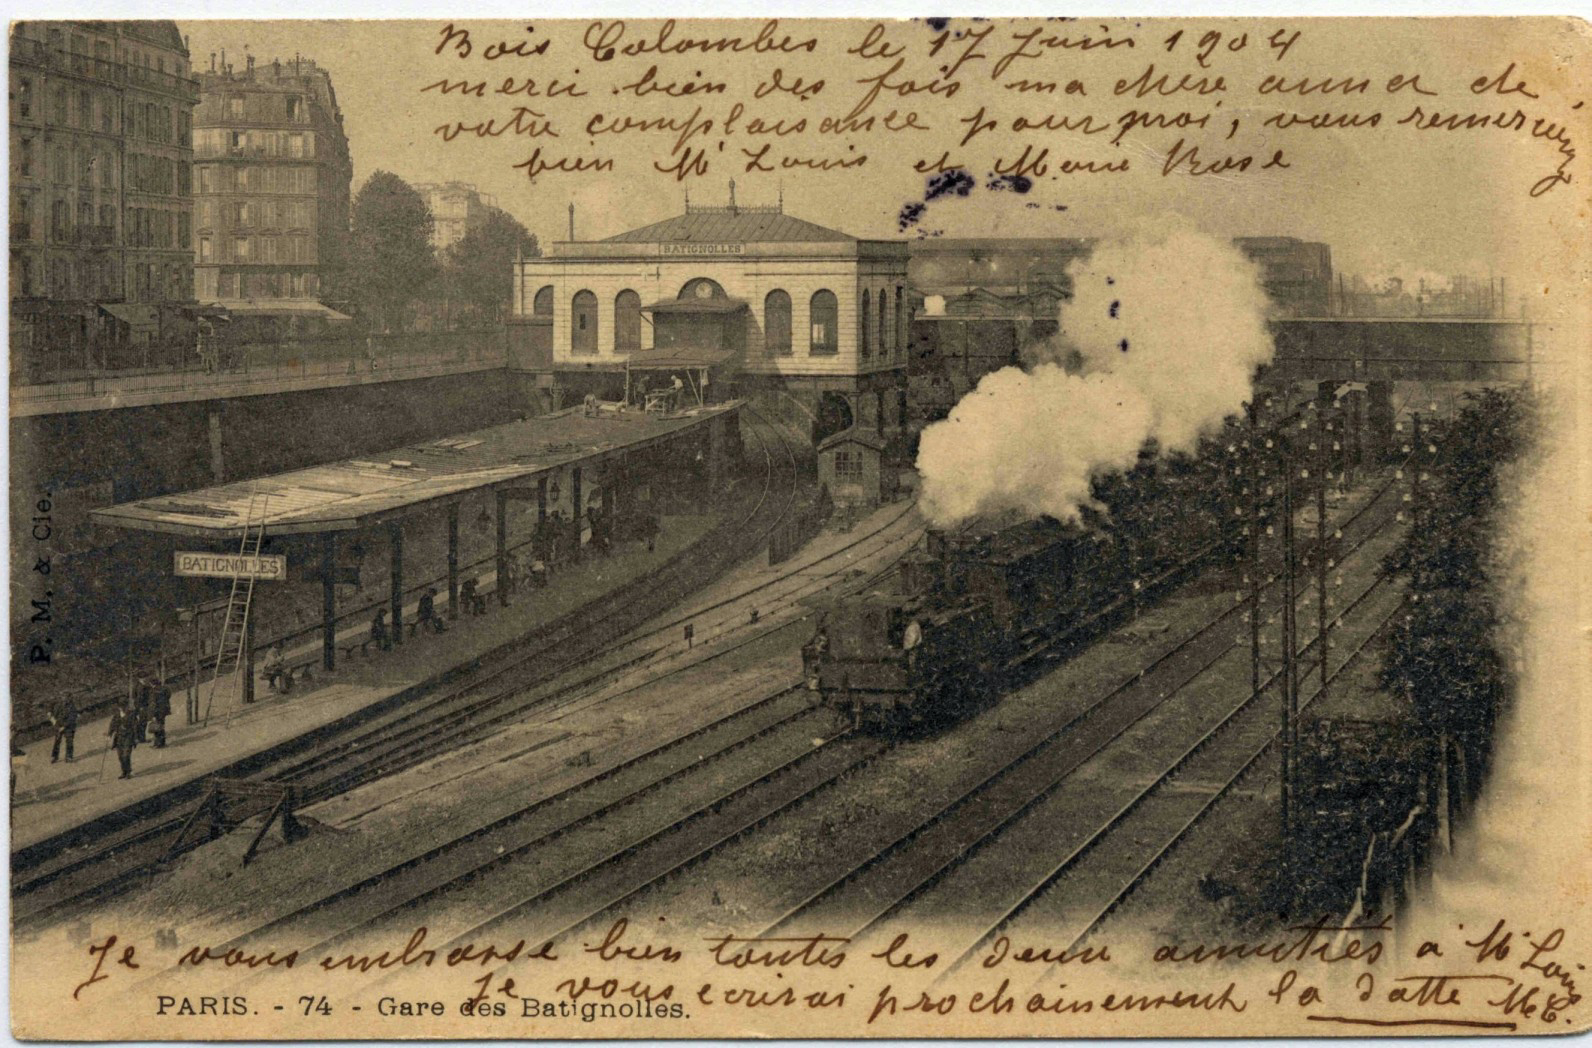 Bois Colombes le 17 Juin 1904
merci bien des fois ma chère anna de
votre complaisance pour moi, vous remercierez
bien Mr Louis et Marie Rose
BATIGNOLLES
BATIGNOLLES
P. M. & Cie.
Je vous embrasse bien toutes les deux amitiés à Mr Louis
Je vous ecrirai prochainement la datte
PARIS. - 74 - Gare des Batignolles.